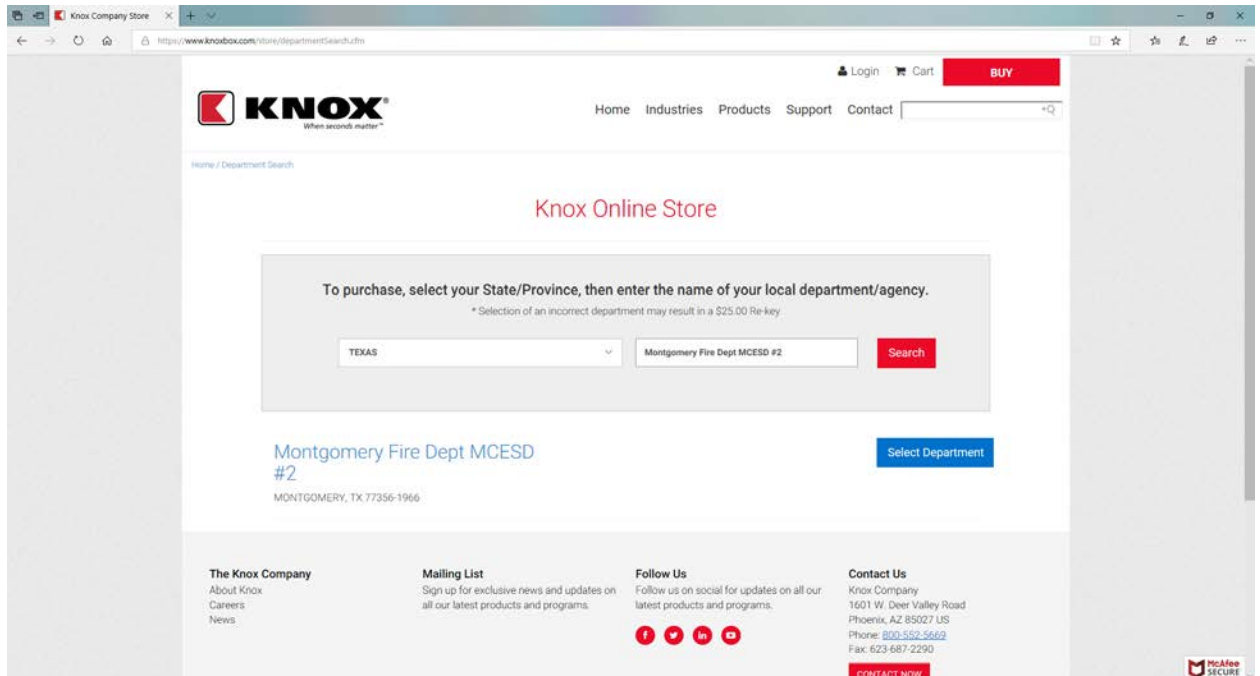 Knox Company Store
https://www.knoxbox.com/store/departmentSearch.cfm
Login Cart BUY
KNOX®
When seconds matter™
Home Industries Products Support Contact
Home / Department Search
Knox Online Store
To purchase, select your State/Province, then enter the name of your local department/agency.
* Selection of an incorrect department may result in a $25.00 Re-key
TEXAS
Montgomery Fire Dept MCESD #2
Search
Montgomery Fire Dept MCESD
#2
Select Department
MONTGOMERY, TX 77356-1966
The Knox Company
About Knox
Careers
News
Mailing List
Sign up for exclusive news and updates on
all our latest products and programs.
Follow Us
Follow us on social for updates on all our
latest products and programs.
Contact Us
Knox Company
1601 W. Deer Valley Road
Phoenix, AZ 85027 US
Phone: 800-552-5669
Fax: 623-687-2290
CONTACT NOW
McAfee
SECURE